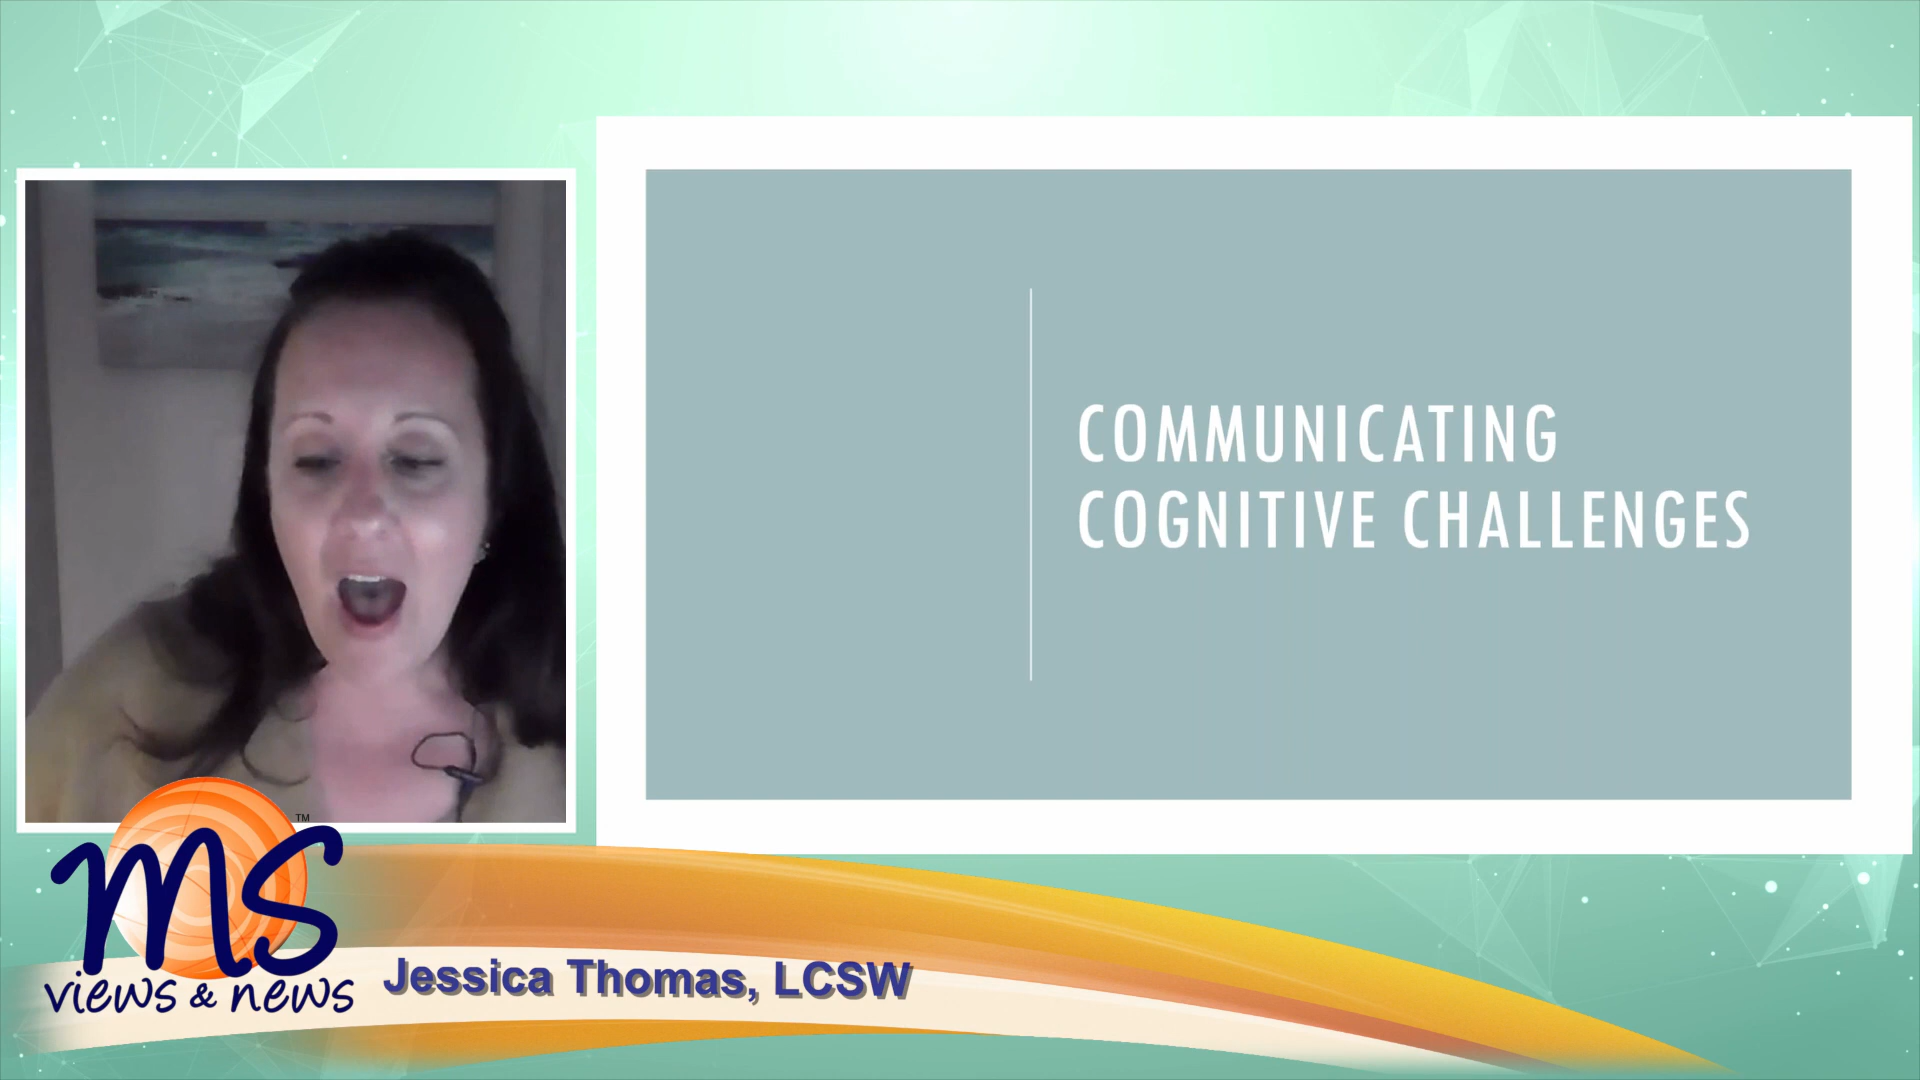 COMMUNICATING
COGNITIVE CHALLENGES
TM
MS
views & news
Jessica Thomas, LCSW